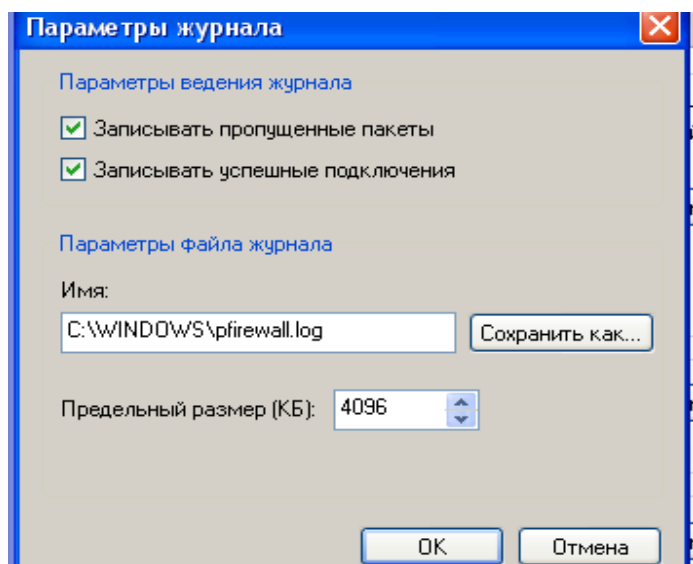 Параметры журнала
Параметры ведения журнала
Записывать пропущенные пакеты
Записывать успешные подключения
Параметры файла журнала
Имя:
C:\WINDOWS\pfirewall.log
Сохранить как...
Предельный размер (КБ): 4096
OK
Отмена